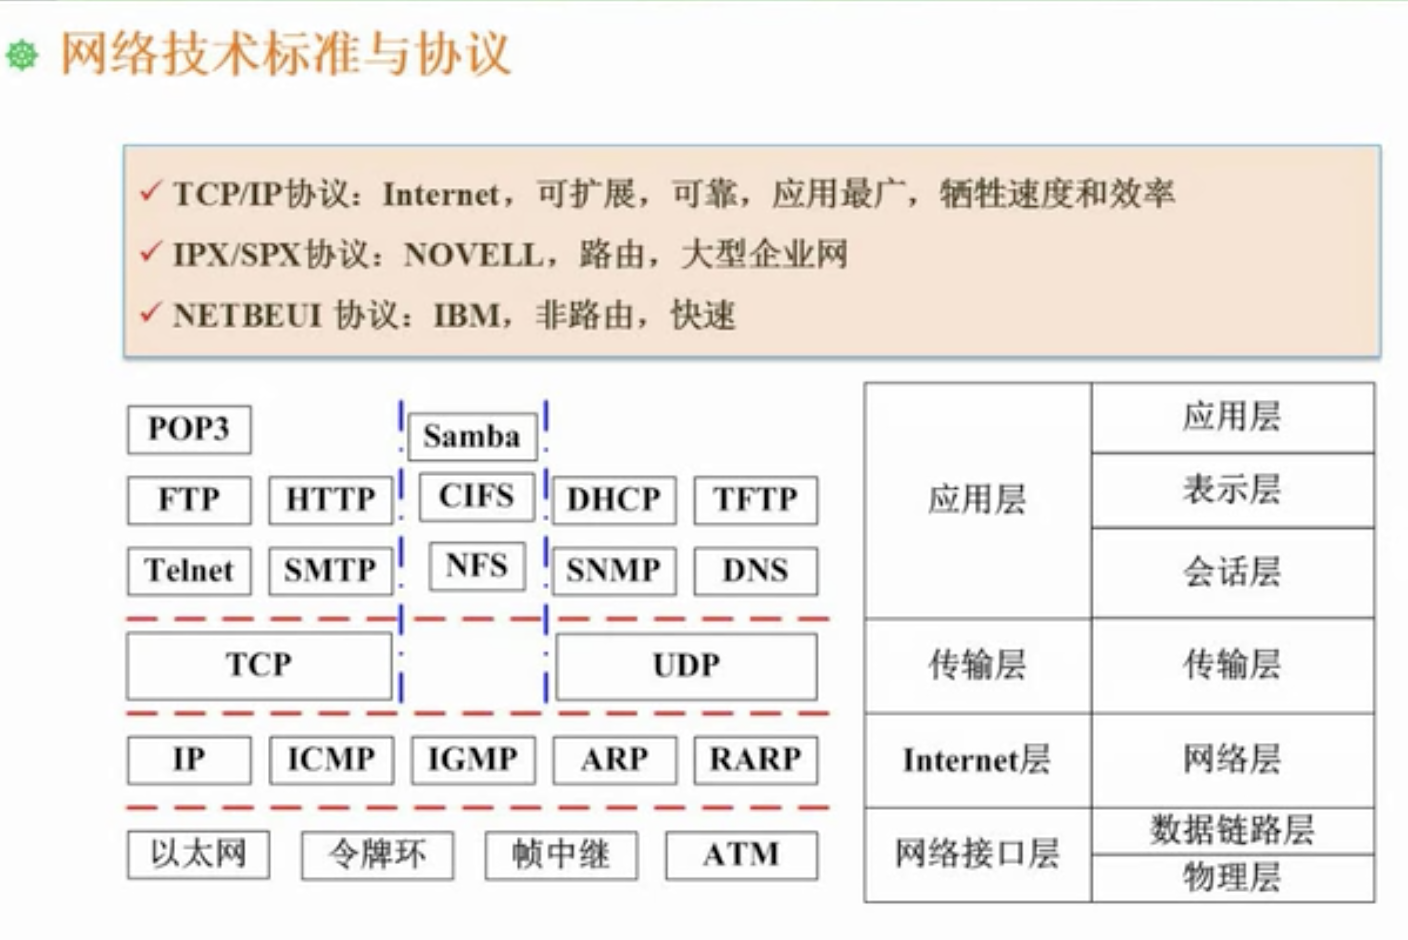 网络技术标准与协议
TCP/IP协议：Internet，可扩展，可靠，应用最广，牺牲速度和效率
IPX/SPX协议：NOVELL，路由，大型企业网
NETBEUI 协议：IBM，非路由，快速
POP3
Samba
FTP
HTTP
CIFS
DHCP
TFTP
Telnet
SMTP
NFS
SNMP
DNS
TCP
UDP
IP
ICMP
IGMP
ARP
RARP
以太网
令牌环
帧中继
ATM
应用层
应用层
表示层
会话层
传输层
传输层
Internet层
网络层
网络接口层
数据链路层
物理层